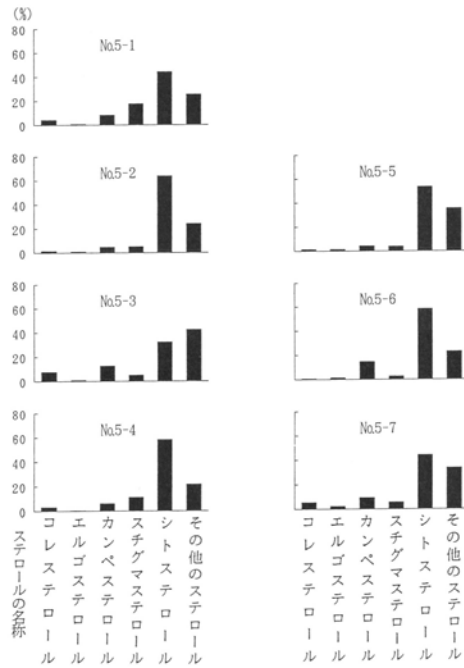 (%)
80
60
40
20
0
No.5-1
80
60
40
20
0
No.5-2
No.5-5
80
60
40
20
0
No.5-3
No.5-6
80
60
40
20
0
No.5-4
No.5-7
ステロールの名称
コレステロール
エルゴステロール
カンペステロール
スチグマステロール
シトステロール
その他のステロール
コレステロール
エルゴステロール
カンペステロール
スチグマステロール
シトステロール
その他のステロール